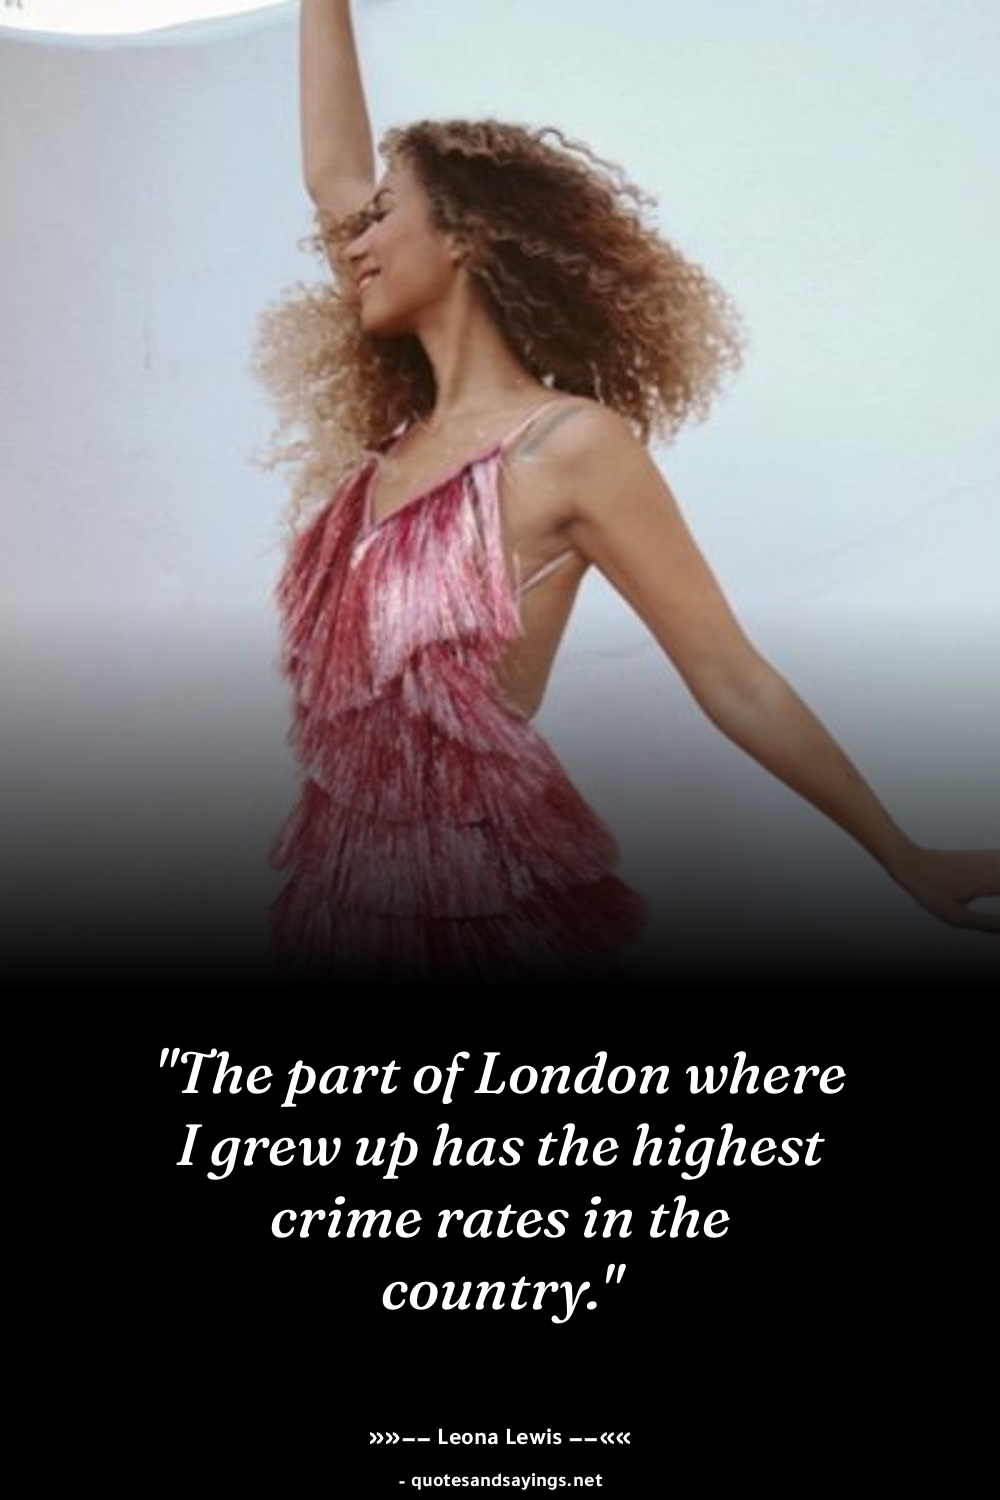 "The part of London where
I grew up has the highest
crime rates in the
country."
»»−− Leona Lewis −−««
- quotesandsayings.net